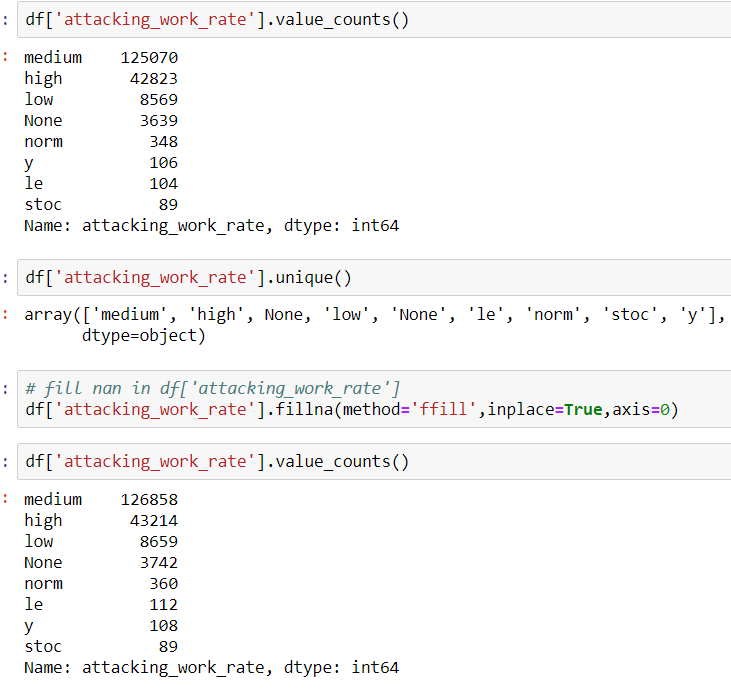 : df['attacking_work_rate'].value_counts()
: medium 125070
high 42823
low 8569
None 3639
norm 348
y 106
le 104
stoc 89
Name: attacking_work_rate, dtype: int64
: df['attacking_work_rate'].unique()
: array(['medium', 'high', None, 'low', 'None', 'le', 'norm', 'stoc', 'y'],
dtype=object)
: # fill nan in df['attacking_work_rate']
df['attacking_work_rate'].fillna(method='ffill',inplace=True,axis=0)
: df['attacking_work_rate'].value_counts()
: medium 126858
high 43214
low 8659
None 3742
norm 360
le 112
y 108
stoc 89
Name: attacking_work_rate, dtype: int64